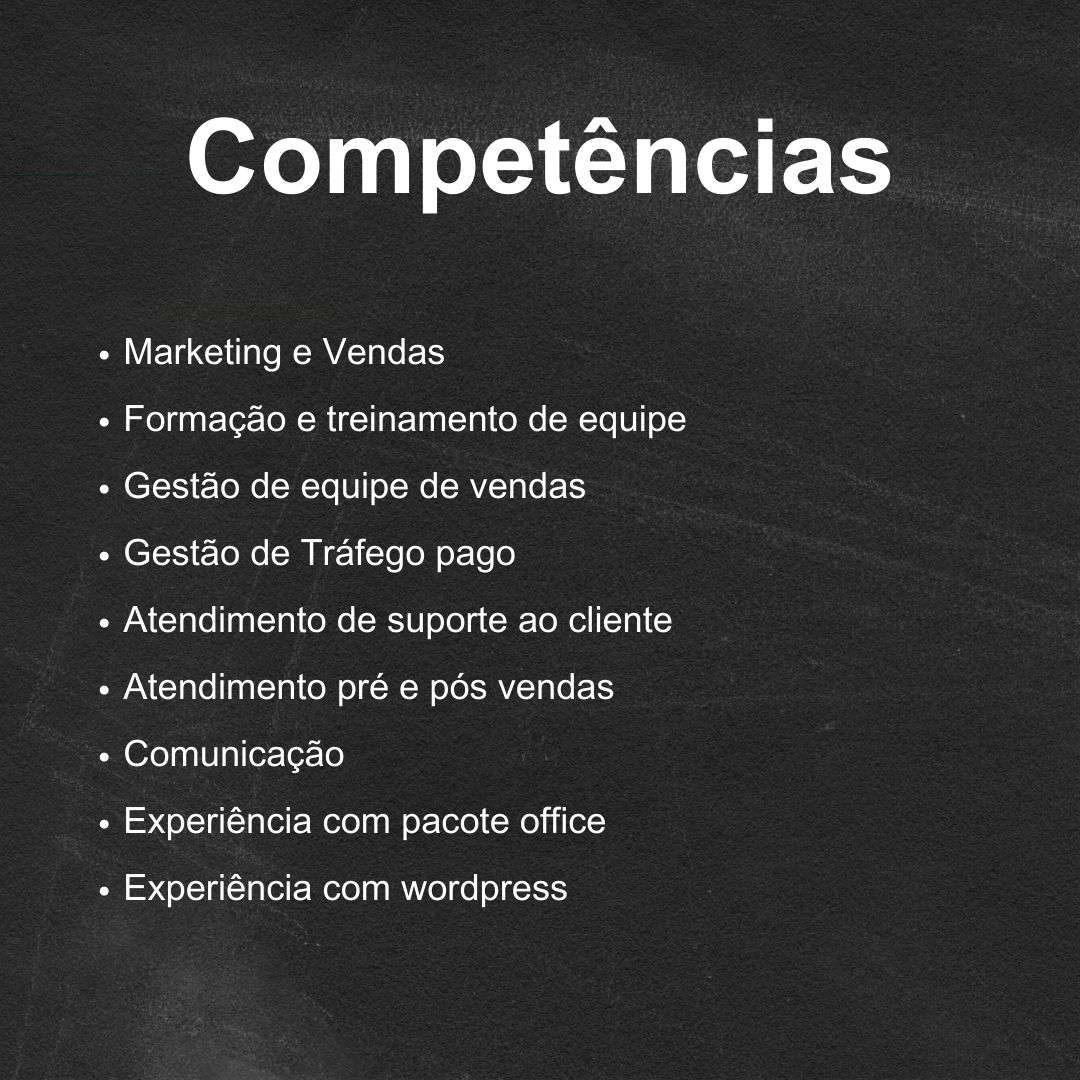 Competências
• Marketing e Vendas
• Formação e treinamento de equipe
• Gestão de equipe de vendas
• Gestão de Tráfego pago
• Atendimento de suporte ao cliente
• Atendimento pré e pós vendas
• Comunicação
• Experiência com pacote office
• Experiência com wordpress